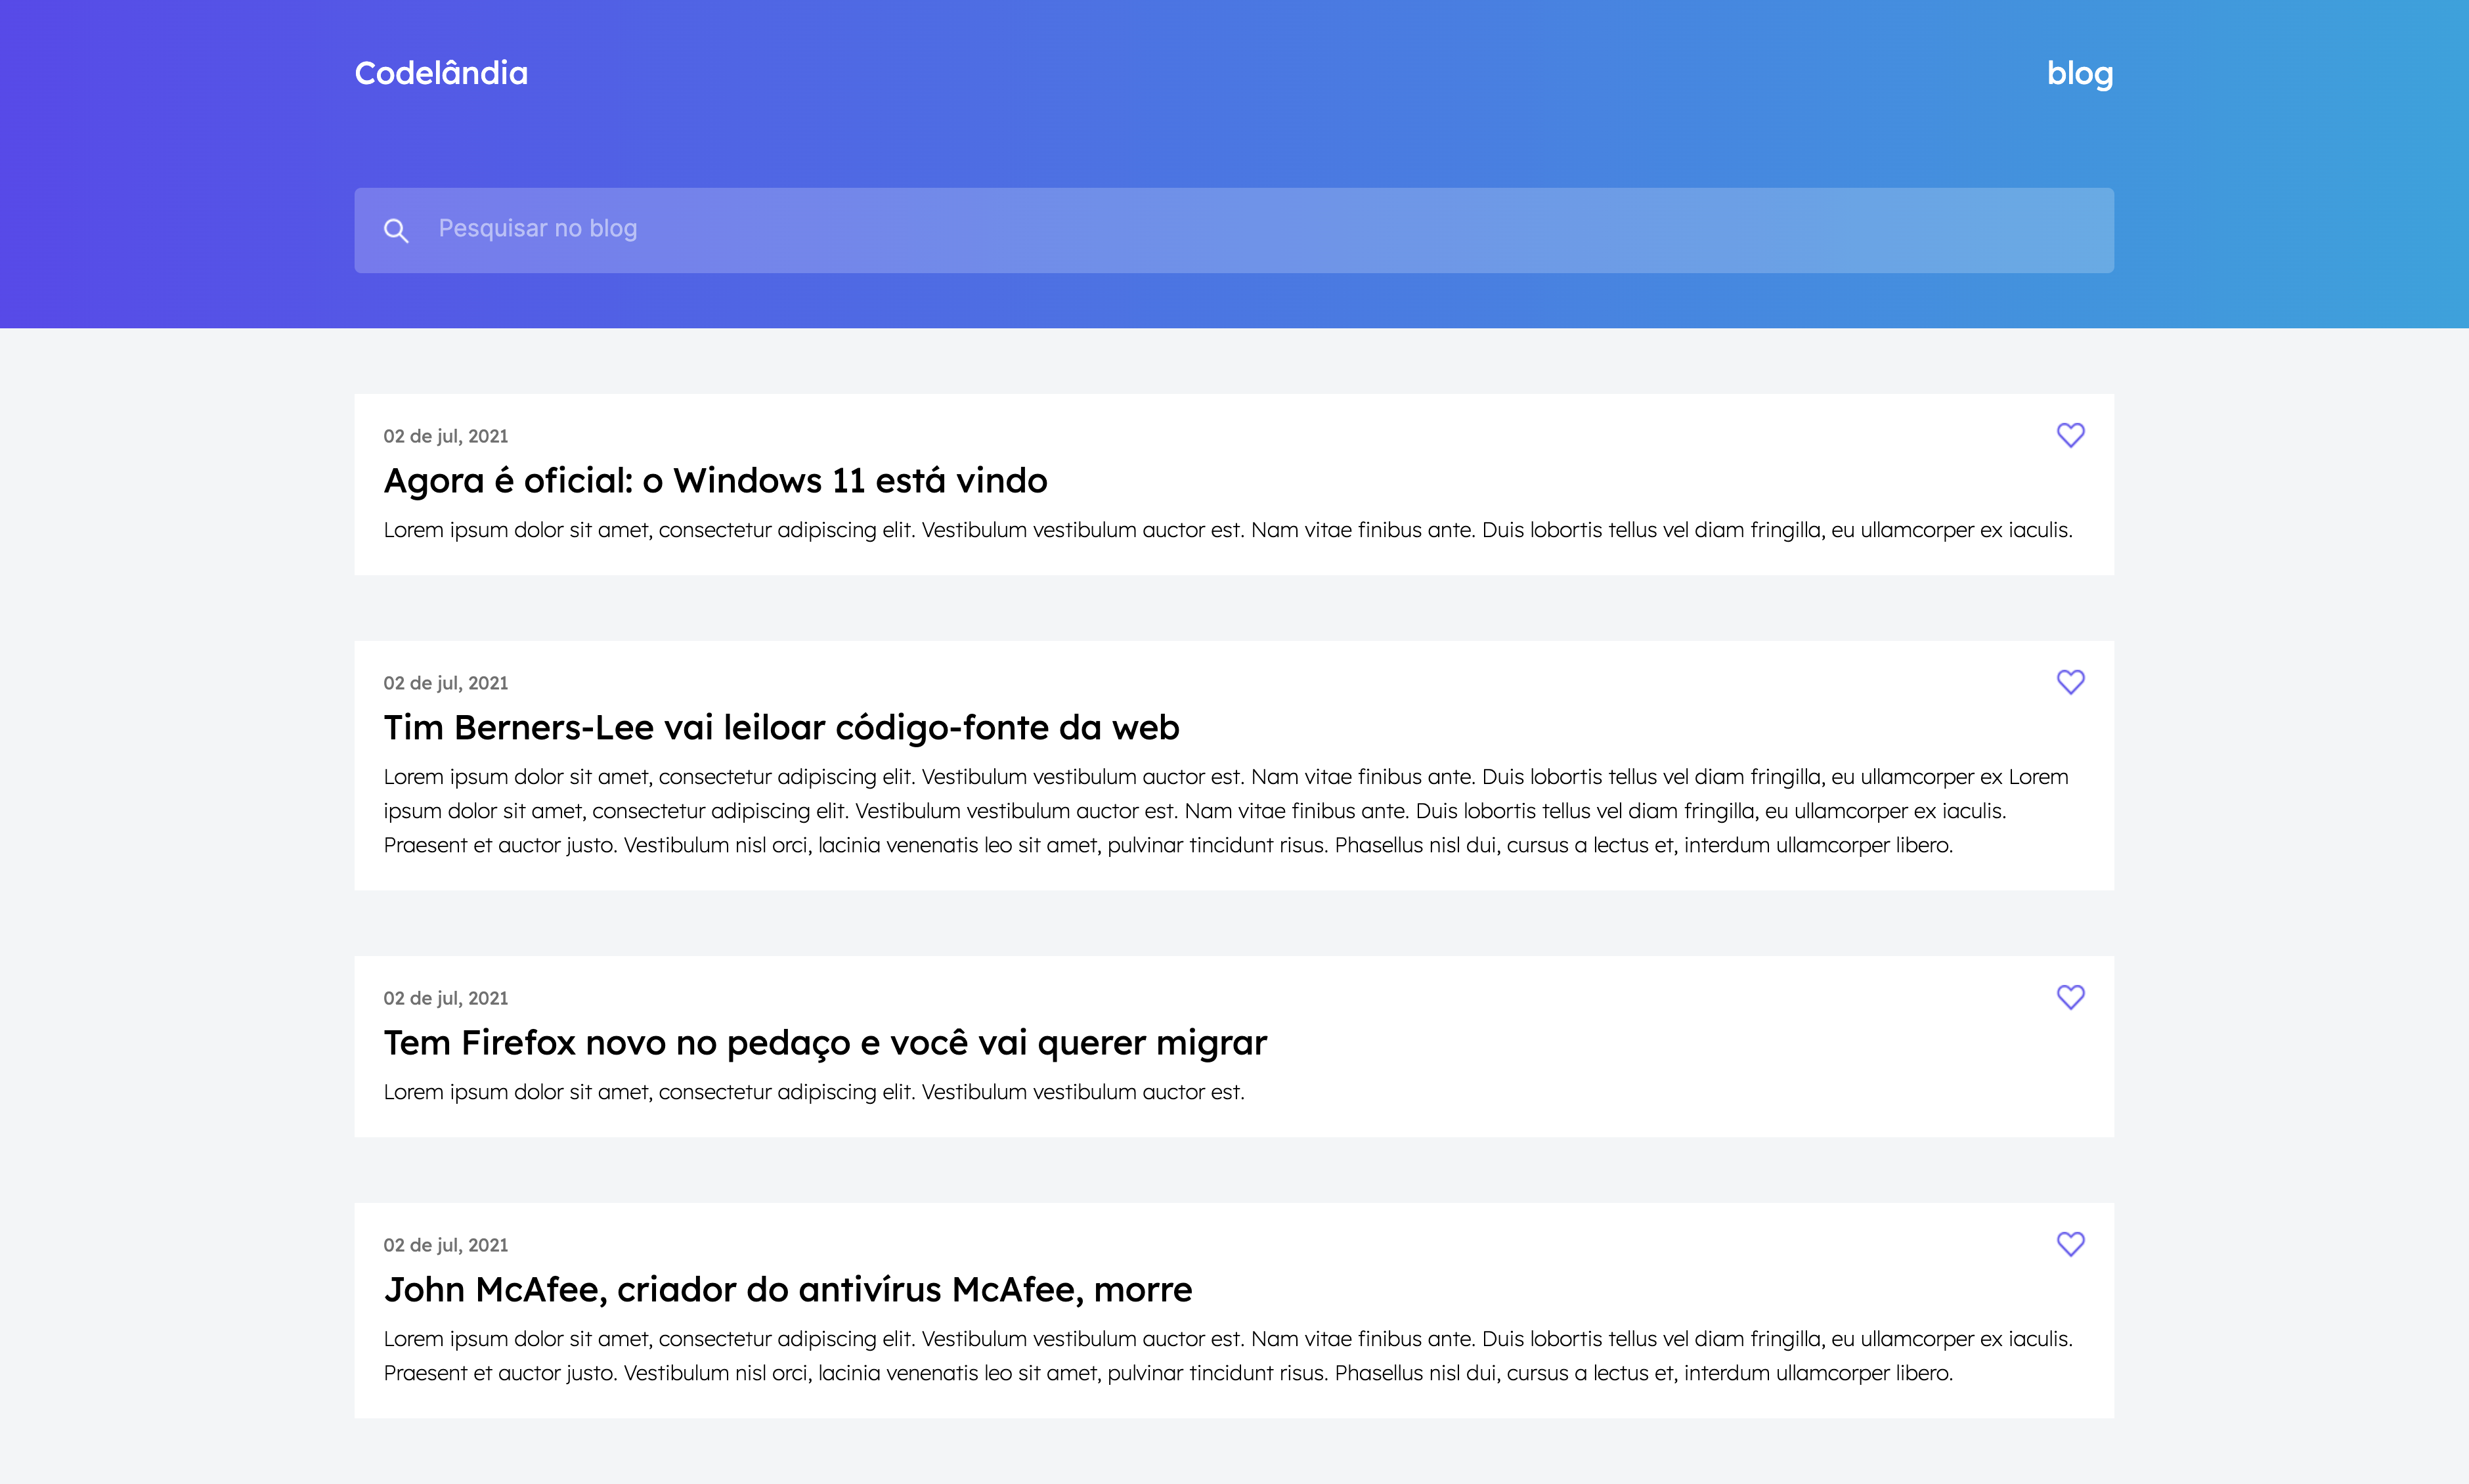 Codelândia
blog
Pesquisar no blog
02 de jul, 2021
Agora é oficial: o Windows 11 está vindo
Lorem ipsum dolor sit amet, consectetur adipiscing elit. Vestibulum vestibulum auctor est. Nam vitae finibus ante. Duis lobortis tellus vel diam fringilla, eu ullamcorper ex iaculis.
02 de jul, 2021
Tim Berners-Lee vai leiloar código-fonte da web
Lorem ipsum dolor sit amet, consectetur adipiscing elit. Vestibulum vestibulum auctor est. Nam vitae finibus ante. Duis lobortis tellus vel diam fringilla, eu ullamcorper ex Lorem
ipsum dolor sit amet, consectetur adipiscing elit. Vestibulum vestibulum auctor est. Nam vitae finibus ante. Duis lobortis tellus vel diam fringilla, eu ullamcorper ex iaculis.
Praesent et auctor justo. Vestibulum nisl orci, lacinia venenatis leo sit amet, pulvinar tincidunt risus. Phasellus nisl dui, cursus a lectus et, interdum ullamcorper libero.
02 de jul, 2021
Tem Firefox novo no pedaço e você vai querer migrar
Lorem ipsum dolor sit amet, consectetur adipiscing elit. Vestibulum vestibulum auctor est.
02 de jul, 2021
John McAfee, criador do antivírus McAfee, morre
Lorem ipsum dolor sit amet, consectetur adipiscing elit. Vestibulum vestibulum auctor est. Nam vitae finibus ante. Duis lobortis tellus vel diam fringilla, eu ullamcorper ex iaculis.
Praesent et auctor justo. Vestibulum nisl orci, lacinia venenatis leo sit amet, pulvinar tincidunt risus. Phasellus nisl dui, cursus a lectus et, interdum ullamcorper libero.